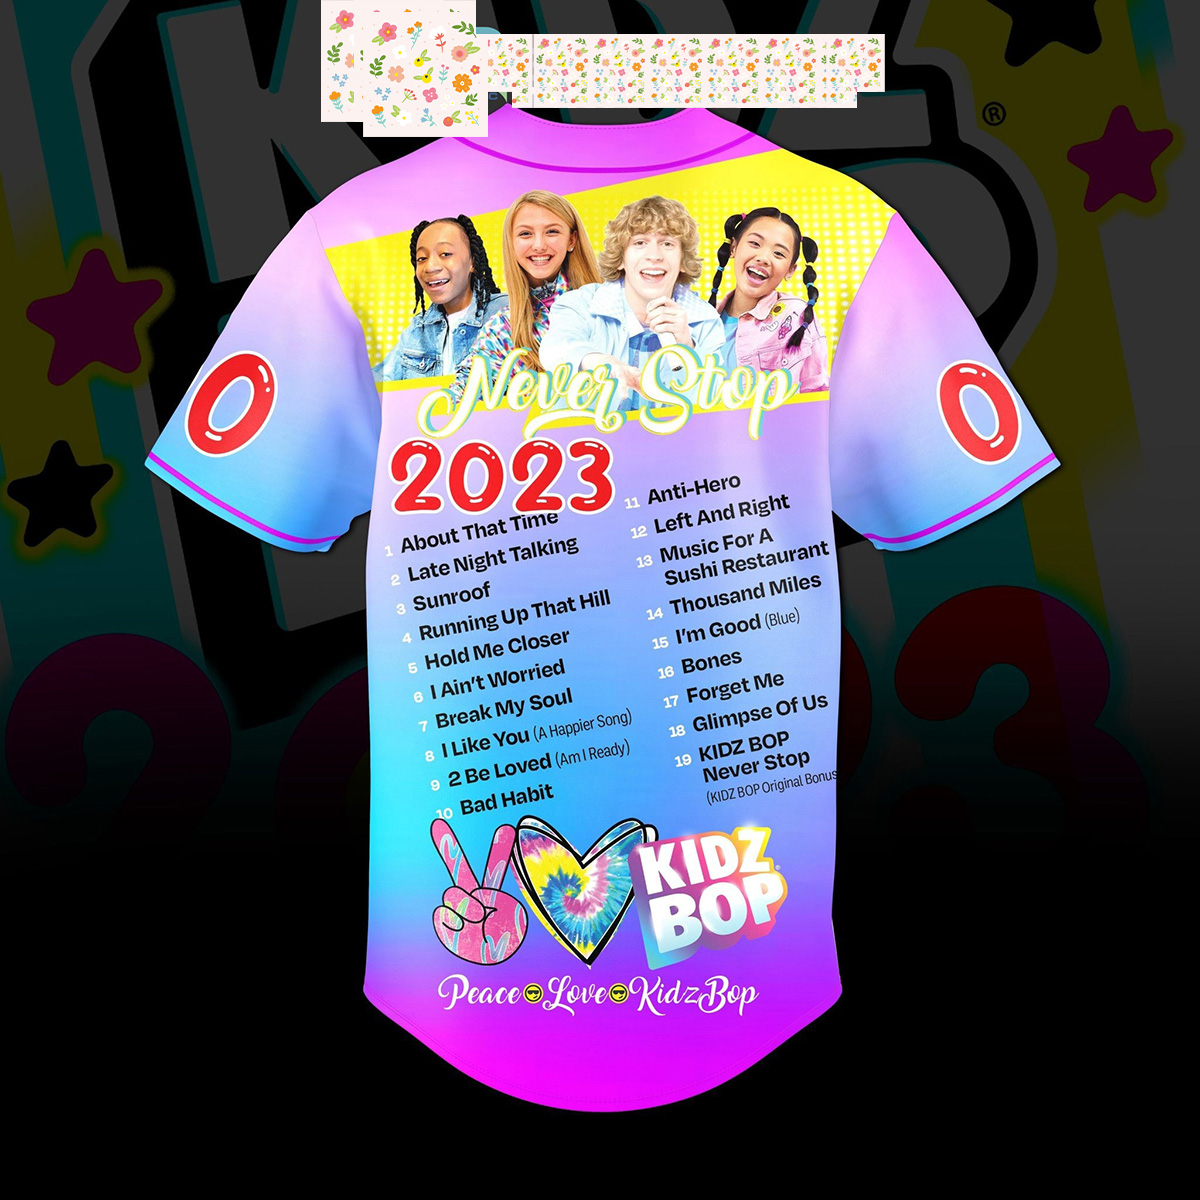 ®
Never Stop
2023
0
0
1 About That Time
2 Late Night Talking
3 Sunroof
4 Running Up That Hill
5 Hold Me Closer
6 I Ain't Worried
7 Break My Soul
8 I Like You (A Happier Song)
9 2 Be Loved (Am I Ready)
10 Bad Habit
11 Anti-Hero
12 Left And Right
13 Music For A
Sushi Restaurant
14 Thousand Miles
15 I'm Good (Blue)
16 Bones
17 Forget Me
18 Glimpse Of Us
19 KIDZ BOP
Never Stop
(KIDZ BOP Original Bonus
KIDZ
BOP
Peace Love KidzBop
2023